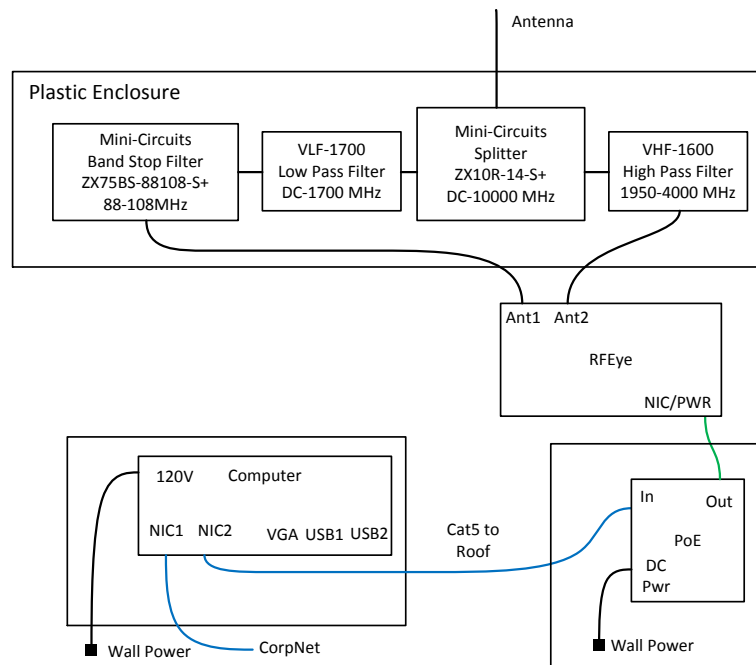 Antenna
Plastic Enclosure
Mini-Circuits
Band Stop Filter
ZX75BS-88108-S+
88-108MHz
VLF-1700
Low Pass Filter
DC-1700 MHz
Mini-Circuits
Splitter
ZX10R-14-S+
DC-10000 MHz
VHF-1600
High Pass Filter
1950-4000 MHz
Ant1 Ant2
RFEye
NIC/PWR
120V Computer
NIC1 NIC2 VGA USB1 USB2
Cat5 to
Roof
In Out
PoE
DC
Pwr
Wall Power
CorpNet
Wall Power